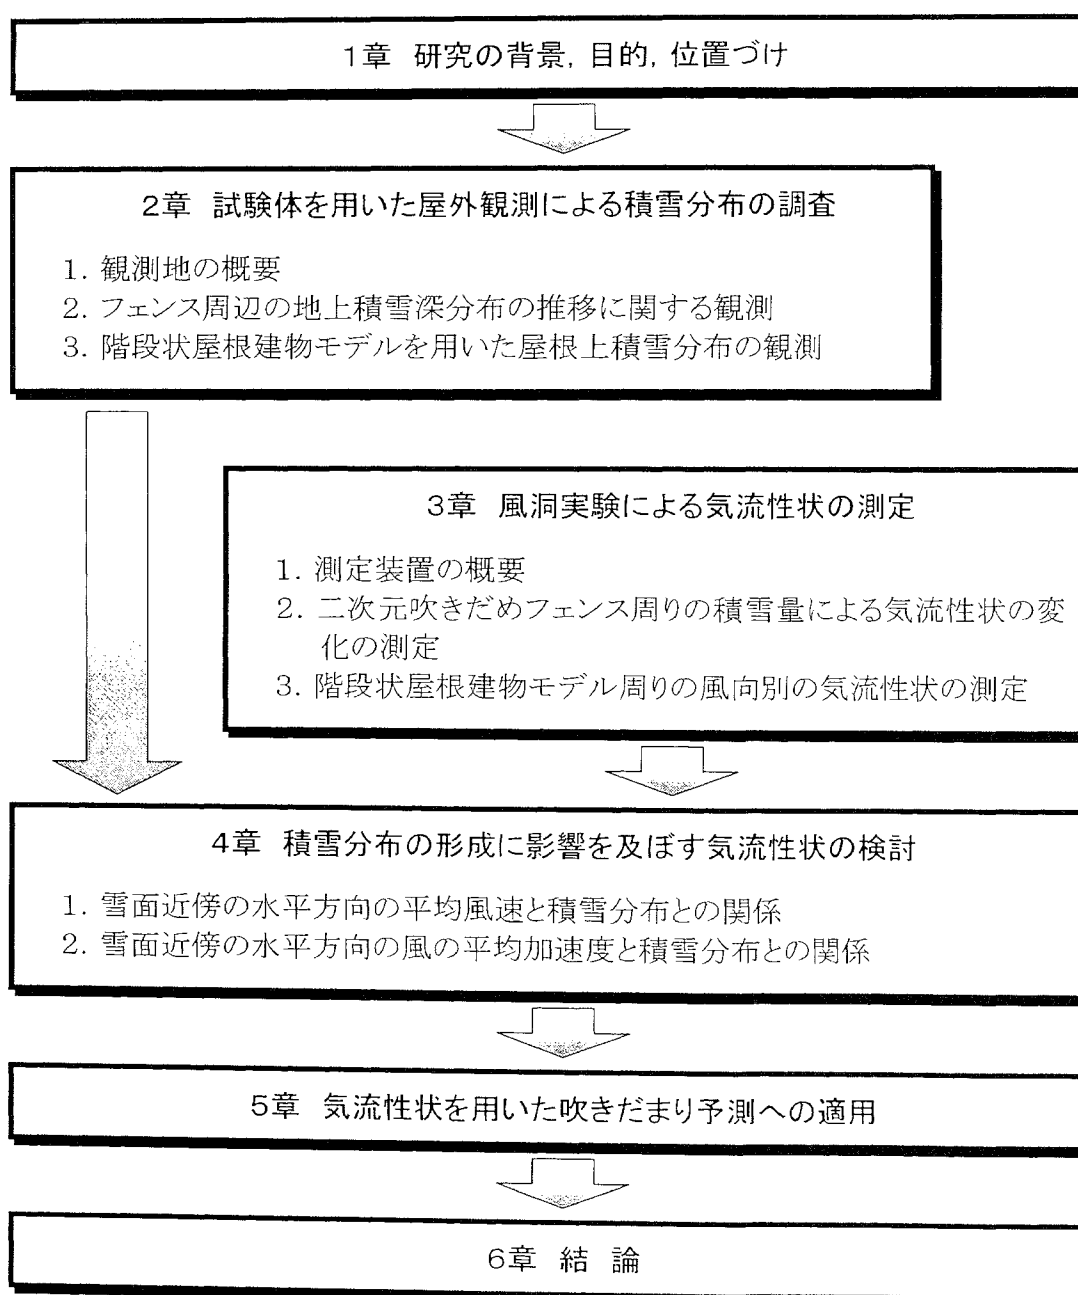 1章 研究の背景, 目的, 位置づけ
2章 試験体を用いた屋外観測による積雪分布の調査
1. 観測地の概要
2. フェンス周辺の地上積雪深分布の推移に関する観測
3. 階段状屋根建物モデルを用いた屋根上積雪分布の観測
3章 風洞実験による気流性状の測定
1. 測定装置の概要
2. 二次元吹きだめフェンス周りの積雪量による気流性状の変
化の測定
3. 階段状屋根建物モデル周りの風向別の気流性状の測定
4章 積雪分布の形成に影響を及ぼす気流性状の検討
1. 雪面近傍の水平方向の平均風速と積雪分布との関係
2. 雪面近傍の水平方向の風の平均加速度と積雪分布との関係
5章 気流性状を用いた吹きだまり予測への適用
6章 結 論